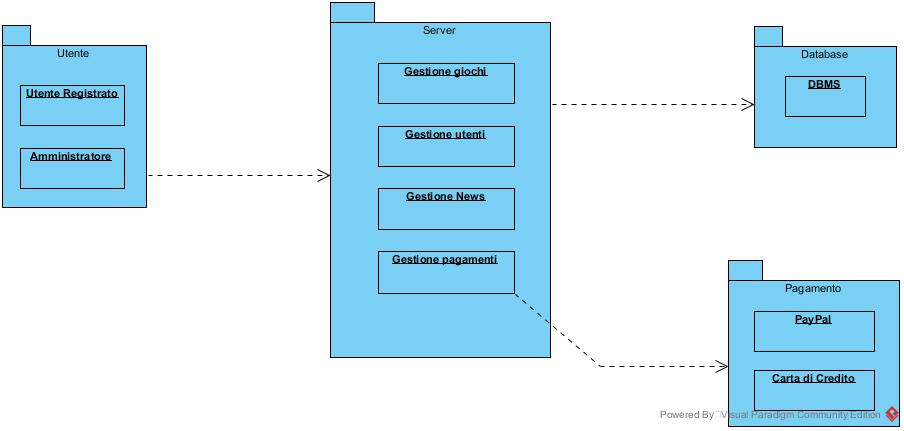 Utente
Utente Registrato
Amministratore
Server
Gestione giochi
Gestione utenti
Gestione News
Gestione pagamenti
Database
DBMS
Pagamento
PayPal
Carta di Credito
Powered By Visual Paradigm Community Edition